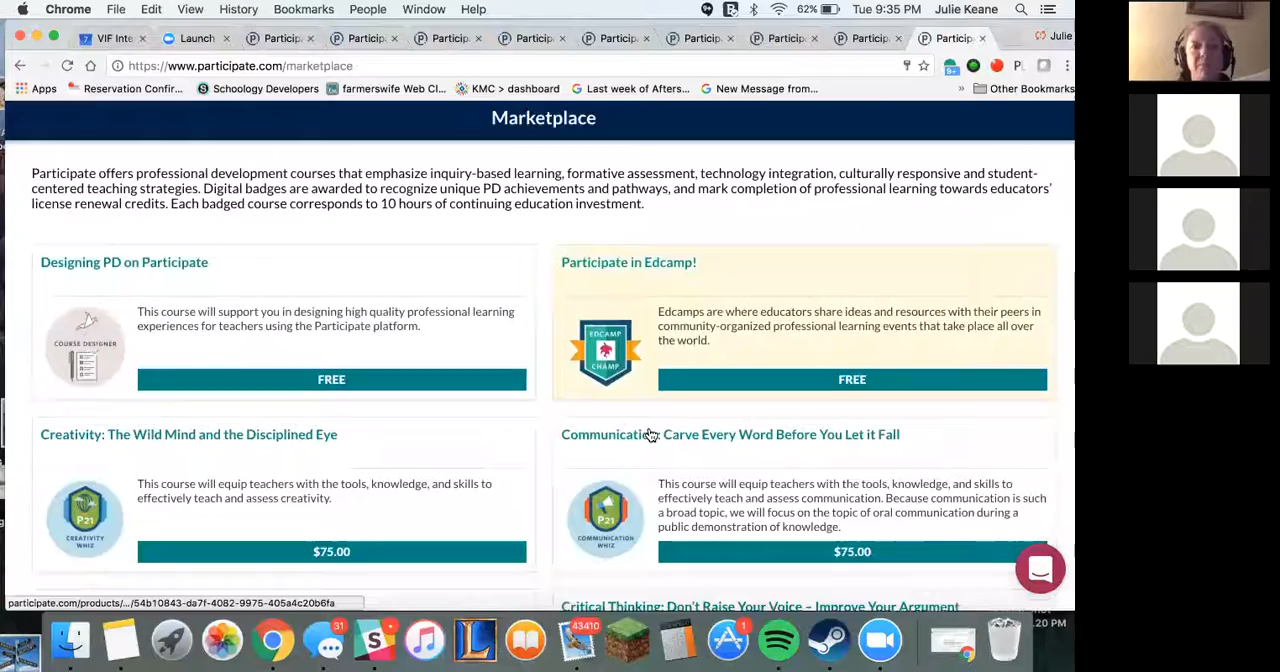 Chrome File Edit View History Bookmarks People Window Help 62% Tue 9:35 PM Julie Keane
VIF Inte Launch Particip Particip Particip. Particip. Particip. Particip. Particip. Particip. Particip. Julie
https://www.participate.com/marketplace 9+
Apps Reservation Confir... Schoology Developers farmerswife Web Cl... KMC > dashboard Last week of Afters... New Message from... » Other Bookmarks
Marketplace
Participate offers professional development courses that emphasize inquiry-based learning, formative assessment, technology integration, culturally responsive and student-
centered teaching strategies. Digital badges are awarded to recognize unique PD achievements and pathways, and mark completion of professional learning towards educators'
license renewal credits. Each badged course corresponds to 10 hours of continuing education investment.
Designing PD on Participate
COURSE DESIGNER
This course will support you in designing high quality professional learning
experiences for teachers using the Participate platform.
FREE
Participate in Edcamp!
EDCAMP
CHAMP
Edcamps are where educators share ideas and resources with their peers in
community-organized professional learning events that take place all over
the world.
FREE
Creativity: The Wild Mind and the Disciplined Eye
P21
CREATIVITY
WHIZ
This course will equip teachers with the tools, knowledge, and skills to
effectively teach and assess creativity.
$75.00
Communication: Carve Every Word Before You Let it Fall
P21
COMMUNICATION
WHIZ
This course will equip teachers with the tools, knowledge, and skills to
effectively teach and assess communication. Because communication is such
a broad topic, we will focus on the topic of oral communication during a
public demonstration of knowledge.
$75.00
Critical Thinking: Don't Raise Your Voice – Improve Your Argument
participate.com/products/.../54b10843-da7f-4082-9975-405a4c20b6fa
.20 PM
31 43410 1